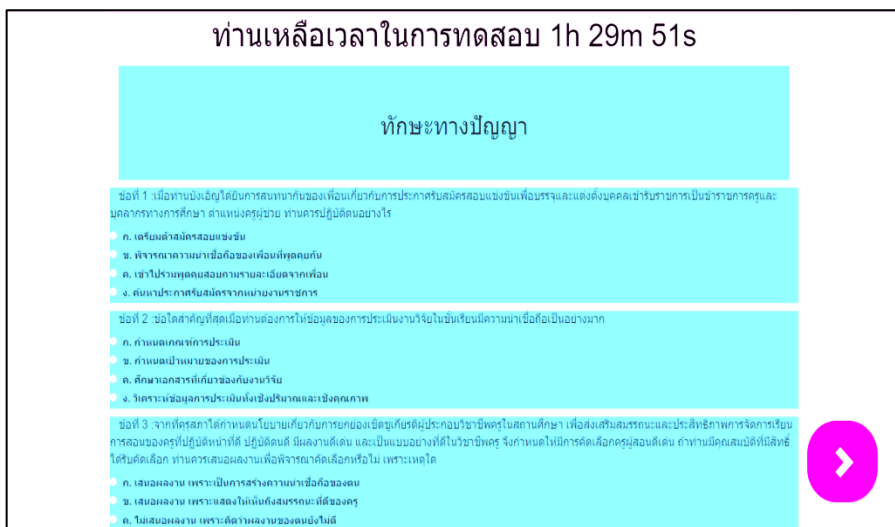 ท่านเหลือเวลาในการทดสอบ 1h 29m 51s
ทักษะทางปัญญา
ข้อที่ 1 :เมื่อท่านบังเอิญได้ยินการสนทนากันของเพื่อนเกี่ยวกับการประกาศรับสมัครสอบแข่งขันเพื่อบรรจุและแต่งตั้งบุคคลเข้ารับราชการเป็นข้าราชการครูและ
บุคลากรทางการศึกษา ตำแหน่งครูผู้ช่วย ท่านควรปฏิบัติตนอย่างไร
ก. เตรียมตัวสมัครสอบแข่งขัน
ข. พิจารณาความน่าเชื่อถือของเพื่อนที่พูดคุยกัน
ค. เข้าไปร่วมพูดคุยสอบถามรายละเอียดจากเพื่อน
ง. ค้นหาประกาศรับสมัครจากหน่วยงานราชการ
ข้อที่ 2 :ข้อใดสำคัญที่สุดเมื่อท่านต้องการให้ข้อมูลของการประเมินงานวิจัยในชั้นเรียนมีความน่าเชื่อถือเป็นอย่างมาก
ก. กำหนดเกณฑ์การประเมิน
ข. กำหนดเป้าหมายของการประเมิน
ค. ศึกษาเอกสารที่เกี่ยวข้องกับงานวิจัย
ง. วิเคราะห์ข้อมูลการประเมินทั้งเชิงปริมาณและเชิงคุณภาพ
ข้อที่ 3 :จากที่คุรุสภาได้กำหนดนโยบายเกี่ยวกับการยกย่องเชิดชูเกียรติผู้ประกอบวิชาชีพครูในสถานศึกษา เพื่อส่งเสริมสมรรถนะและประสิทธิภาพการจัดการเรียน
การสอนของครูที่ปฏิบัติหน้าที่ดี ปฏิบัติตนดี มีผลงานดีเด่น และเป็นแบบอย่างที่ดีในวิชาชีพครู จึงกำหนดให้มีการคัดเลือกครูผู้สอนดีเด่น ถ้าท่านมีคุณสมบัติที่มีสิทธิ์
ได้รับคัดเลือก ท่านควรเสนอผลงานเพื่อพิจารณาคัดเลือกหรือไม่ เพราะเหตุใด
ก. เสนอผลงาน เพราะเป็นการสร้างความน่าเชื่อถือของตน
ข. เสนอผลงาน เพราะแสดงให้เห็นถึงสมรรถนะที่ดีของครู
ค. ไม่เสนอผลงาน เพราะคิดว่าผลงานของตนยังไม่ดี